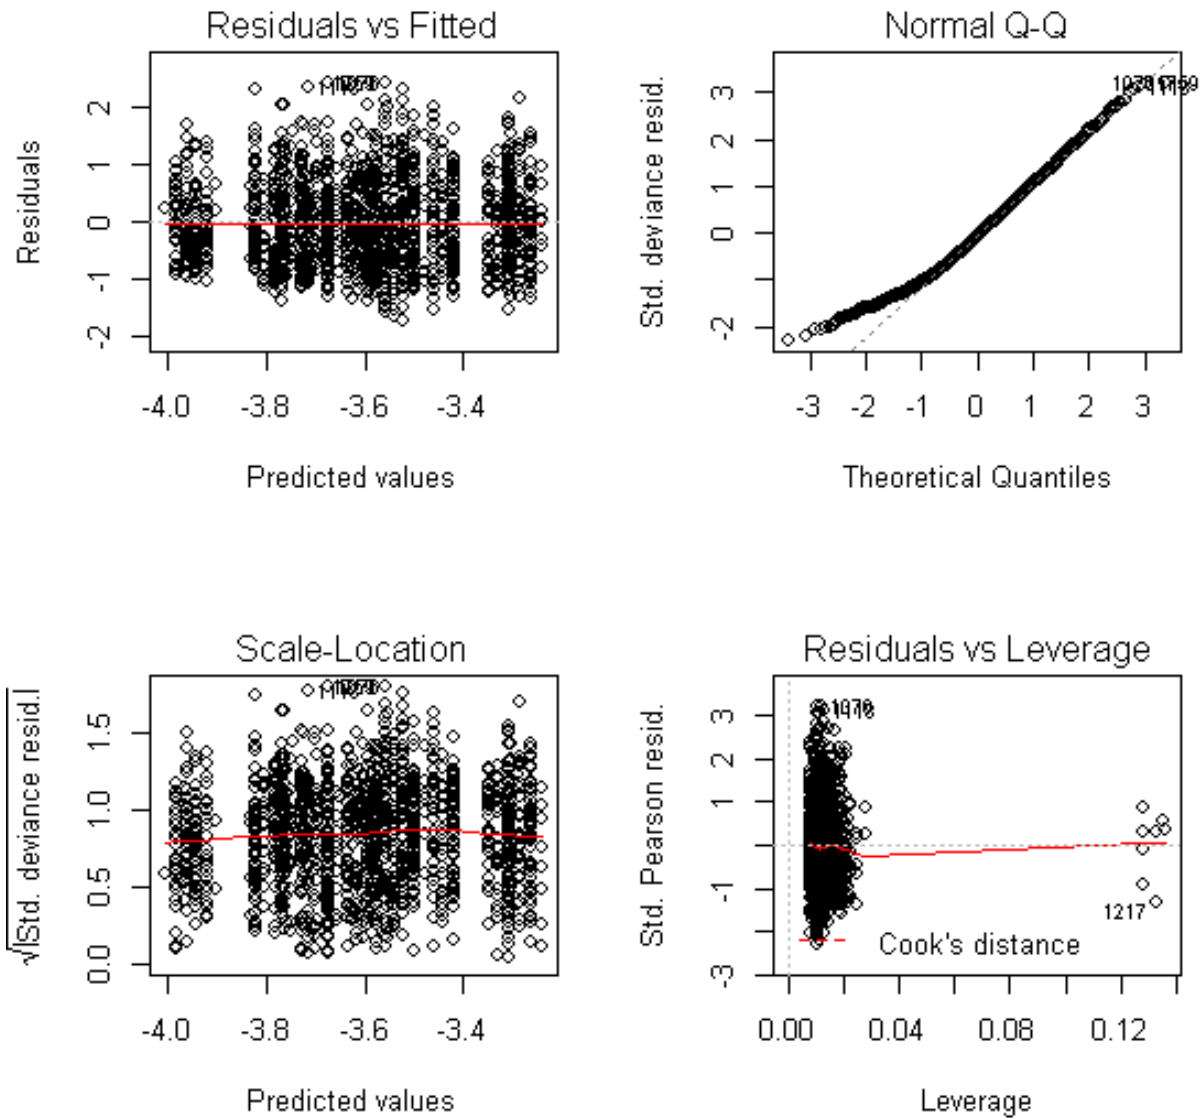 Residuals vs Fitted
Residuals
2
1
0
-1
-2
-4.0 -3.8 -3.6 -3.4
Predicted values
Normal Q-Q
Std. deviance resid.
3
2
1
0
-2
-3 -2 -1 0 1 2 3
Theoretical Quantiles
Scale-Location
√|Std. deviance resid.|
1.5
1.0
0.5
0.0
-4.0 -3.8 -3.6 -3.4
Predicted values
Residuals vs Leverage
Std. Pearson resid.
3
2
1
-1
-3
1217
Cook's distance
0.00 0.04 0.08 0.12
Leverage